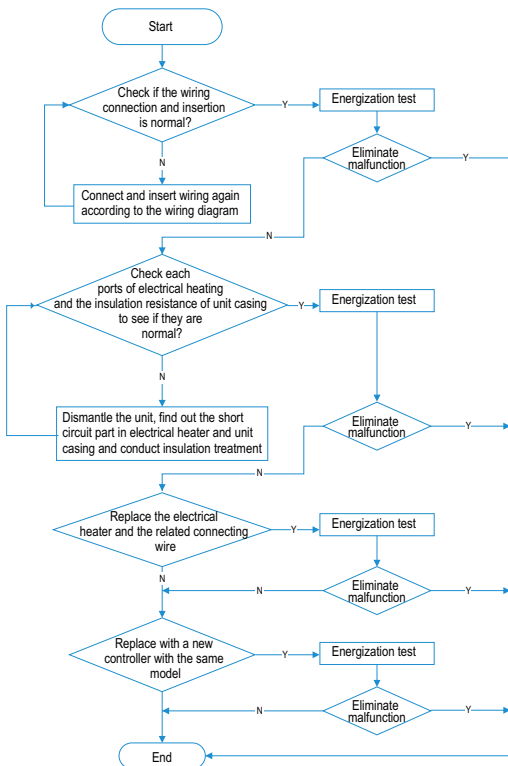 Start
Check if the wiring
connection and insertion
is normal?
Y
Energization test
Eliminate
malfunction
Y
N
Connect and insert wiring again
according to the wiring diagram
N
Check each
ports of electrical heating
and the insulation resistance of unit casing
to see if they are
normal?
Y
Energization test
N
Dismantle the unit, find out the short
circuit part in electrical heater and unit
casing and conduct insulation treatment
Eliminate
malfunction
Y
N
Replace the electrical
heater and the related connecting
wire
Y
Energization test
N
Eliminate
malfunction
N
Y
Replace with a new
controller with the same
model
Y
Energization test
N
Eliminate
malfunction
N
Y
End